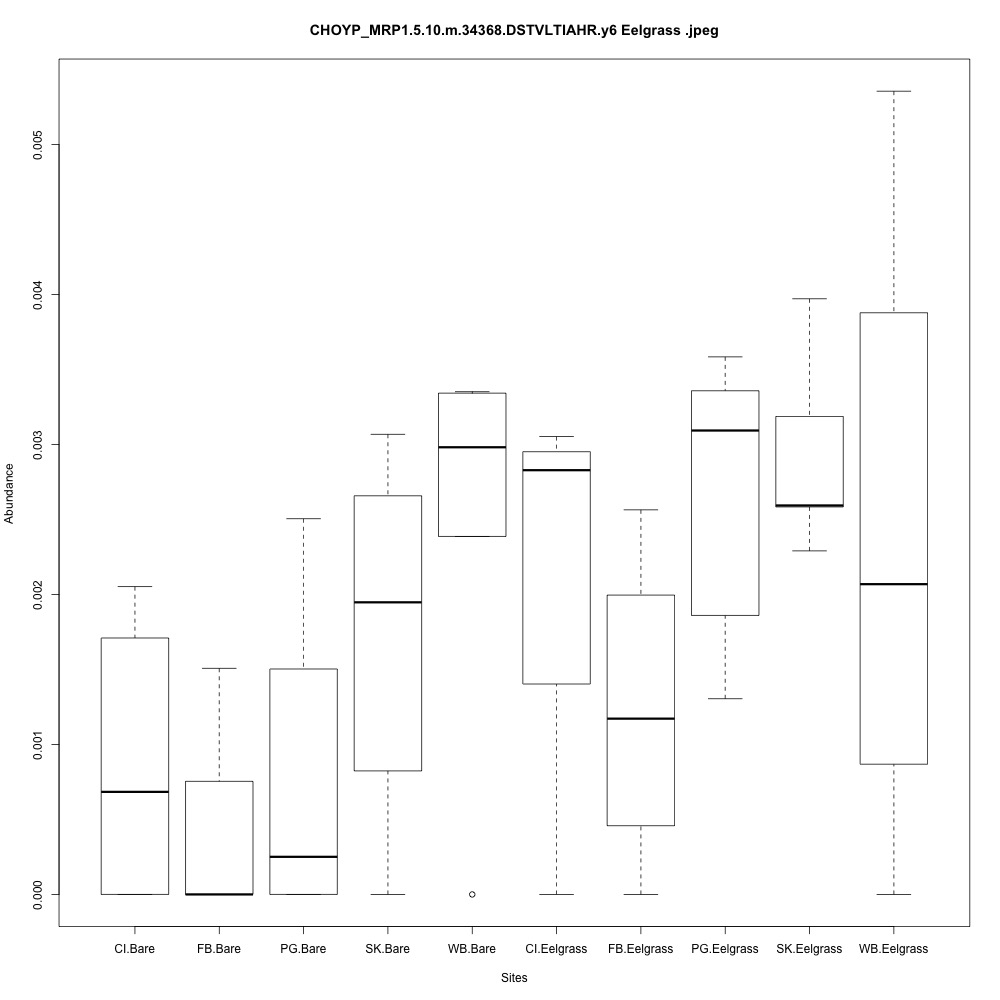 CHOYP_MRP1.5.10.m.34368.DSTVLTIAHR.y6 Eelgrass .jpeg
Abundance
0.005
0.004
0.003
0.002
0.001
0.000
CI.Bare FB.Bare PG.Bare SK.Bare WB.Bare CI.Eelgrass FB.Eelgrass PG.Eelgrass SK.Eelgrass WB.Eelgrass
Sites